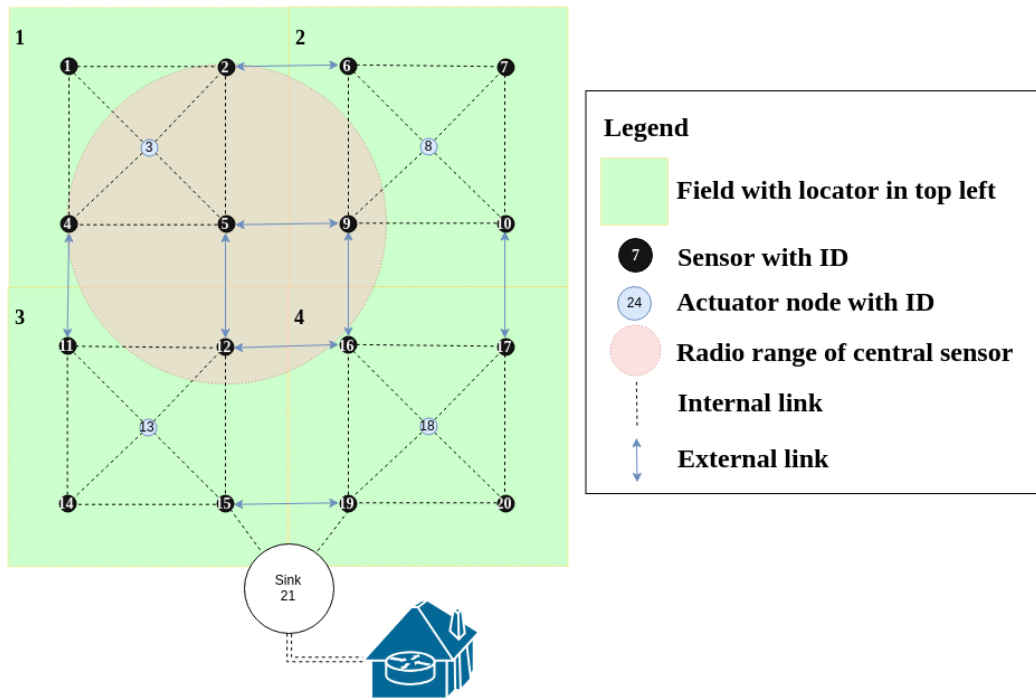 1 2
1 2 6 7
3 8
4 5 9 10
3 4
11 12 16 17
13 18
14 15 19 20
Sink
21
Legend
Field with locator in top left
7 Sensor with ID
24 Actuator node with ID
Radio range of central sensor
Internal link
External link